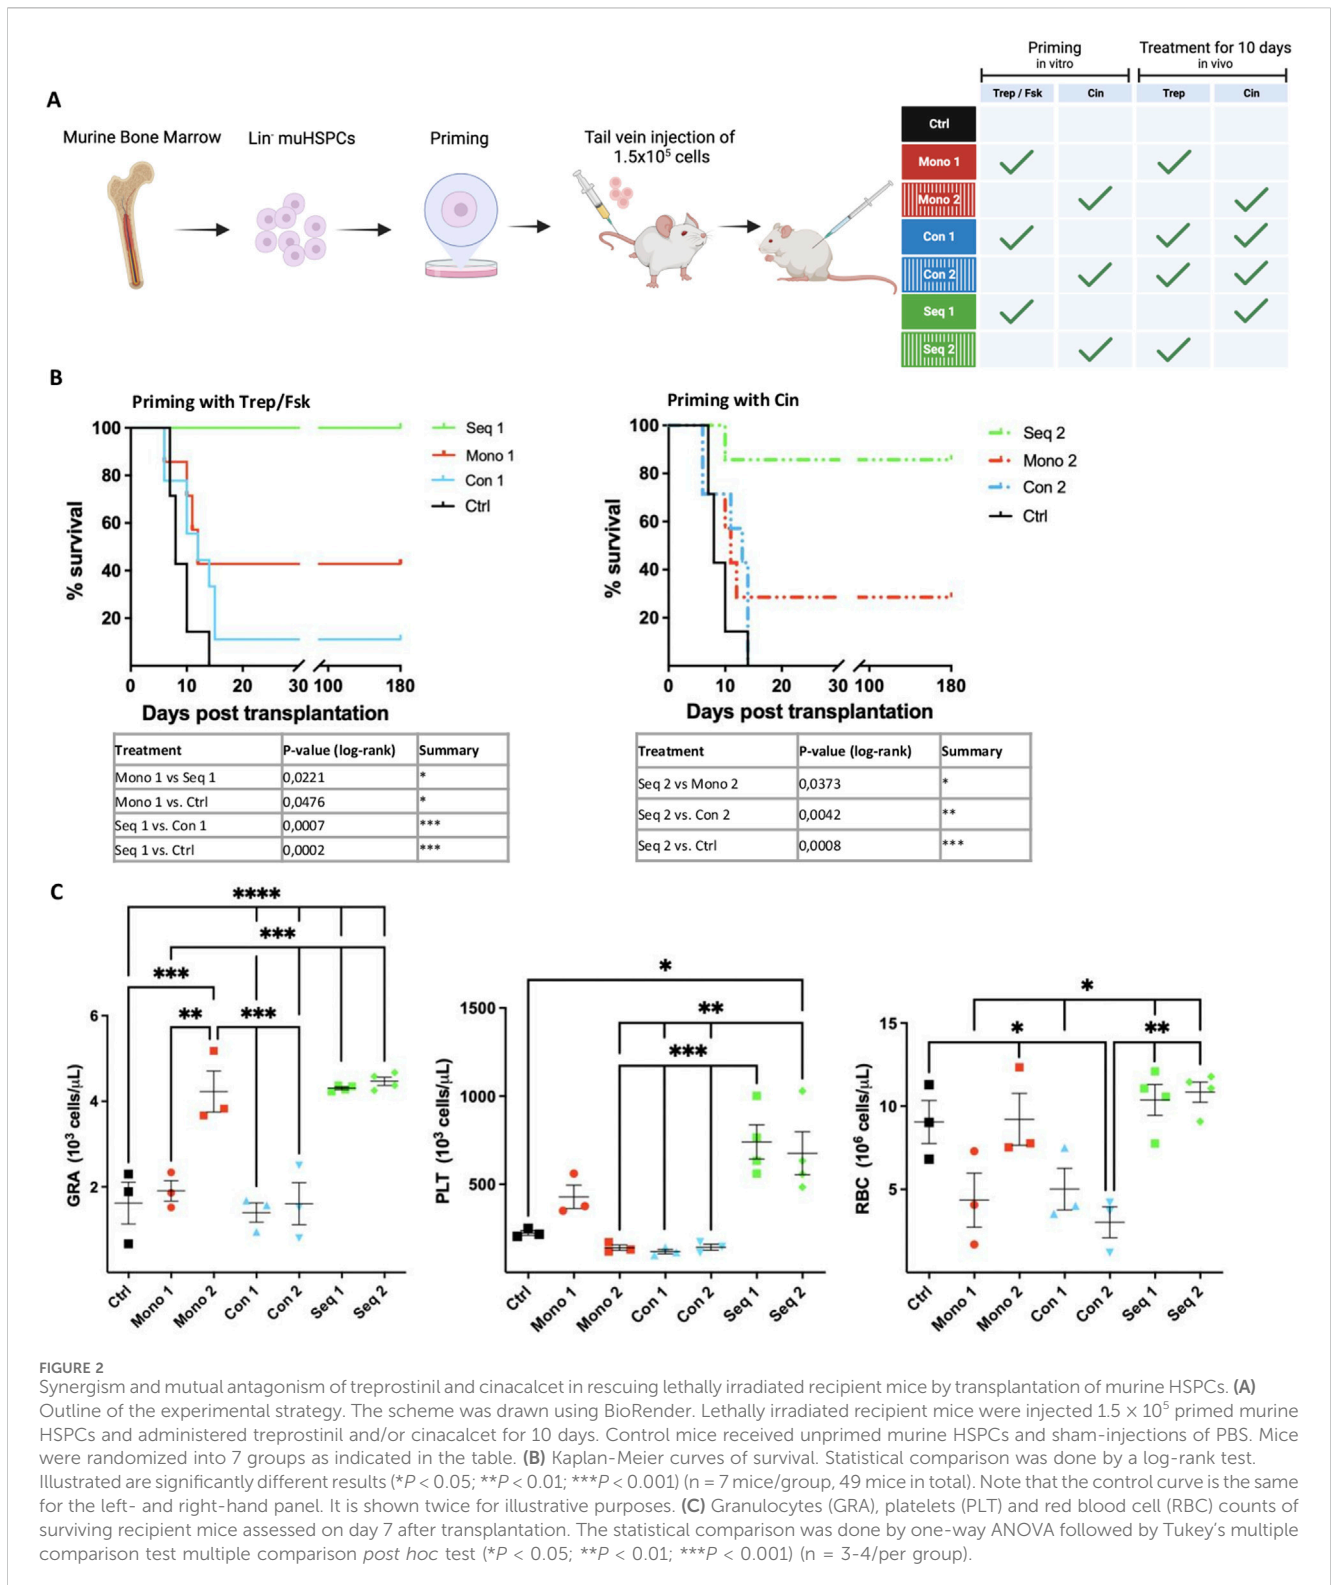 Priming
in vitro
Treatment for 10 days
in vivo
A
Trep / Fsk
Cin
Trep
Cin
Murine Bone Marrow
Lin- muHSPCs
Priming
Tail vein injection of
1.5x10⁵ cells
Ctrl
Mono 1
Mono 2
Con 1
Con 2
Seq 1
Seq 2
B
Priming with Trep/Fsk
100
80
60
40
20
% survival
0 10 20 30 100 180
Days post transplantation
Seq 1
Mono 1
Con 1
Ctrl
Treatment P-value (log-rank) Summary
Mono 1 vs Seq 1 0,0221 *
Mono 1 vs. Ctrl 0,0476 *
Seq 1 vs. Con 1 0,0007 ***
Seq 1 vs. Ctrl 0,0002 ***
Priming with Cin
100
80
60
40
20
% survival
0 10 20 30 100 180
Days post transplantation
Seq 2
Mono 2
Con 2
Ctrl
Treatment P-value (log-rank) Summary
Seq 2 vs Mono 2 0,0373 *
Seq 2 vs. Con 2 0,0042 **
Seq 2 vs. Ctrl 0,0008 ***
C
****
***
***
** ***
6
4
2
GRA (10³ cells/µL)
Ctrl Mono 1 Mono 2 Con 1 Con 2 Seq 1 Seq 2
*
**
***
1500
1000
500
PLT (10³ cells/µL)
Ctrl Mono 1 Mono 2 Con 1 Con 2 Seq 1 Seq 2
*
* **
15
10
5
RBC (10⁶ cells/µL)
Ctrl Mono 1 Mono 2 Con 1 Con 2 Seq 1 Seq 2
FIGURE 2
Synergism and mutual antagonism of treprostinil and cinacalcet in rescuing lethally irradiated recipient mice by transplantation of murine HSPCs. (A)
Outline of the experimental strategy. The scheme was drawn using BioRender. Lethally irradiated recipient mice were injected 1.5 × 10⁵ primed murine
HSPCs and administered treprostinil and/or cinacalcet for 10 days. Control mice received unprimed murine HSPCs and sham-injections of PBS. Mice
were randomized into 7 groups as indicated in the table. (B) Kaplan-Meier curves of survival. Statistical comparison was done by a log-rank test.
Illustrated are significantly different results (*P < 0.05; **P < 0.01; ***P < 0.001) (n = 7 mice/group, 49 mice in total). Note that the control curve is the same
for the left- and right-hand panel. It is shown twice for illustrative purposes. (C) Granulocytes (GRA), platelets (PLT) and red blood cell (RBC) counts of
surviving recipient mice assessed on day 7 after transplantation. The statistical comparison was done by one-way ANOVA followed by Tukey's multiple
comparison test multiple comparison post hoc test (*P < 0.05; **P < 0.01; ***P < 0.001) (n = 3-4/per group).